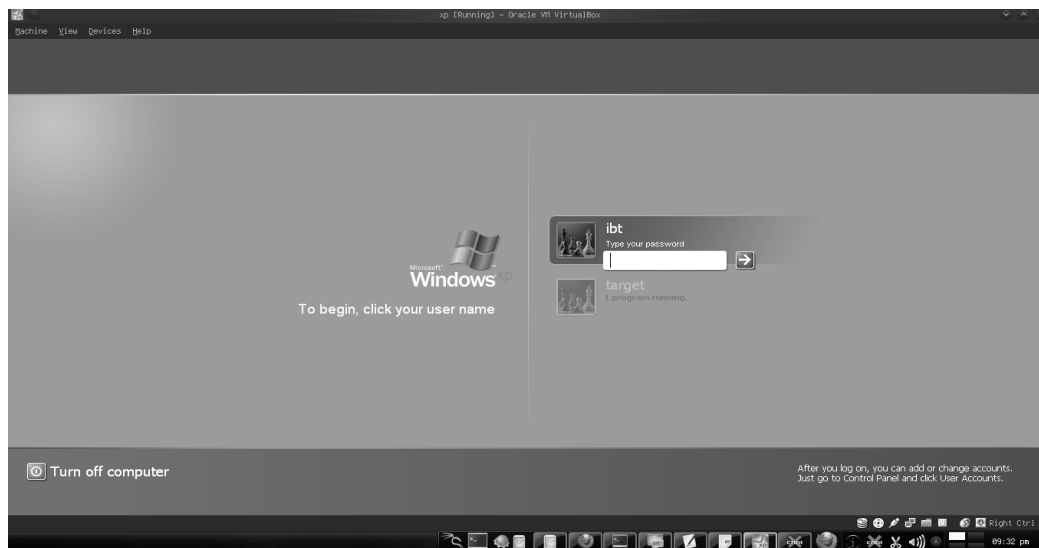 xp [Running] - Oracle VM VirtualBox
Machine View Devices Help
ibt
Type your password
Microsoft
Windows xp
target
1 program running.
To begin, click your user name
Turn off computer
After you log on, you can add or change accounts.
Just go to Control Panel and click User Accounts.
Right Ctrl
09:32 pm